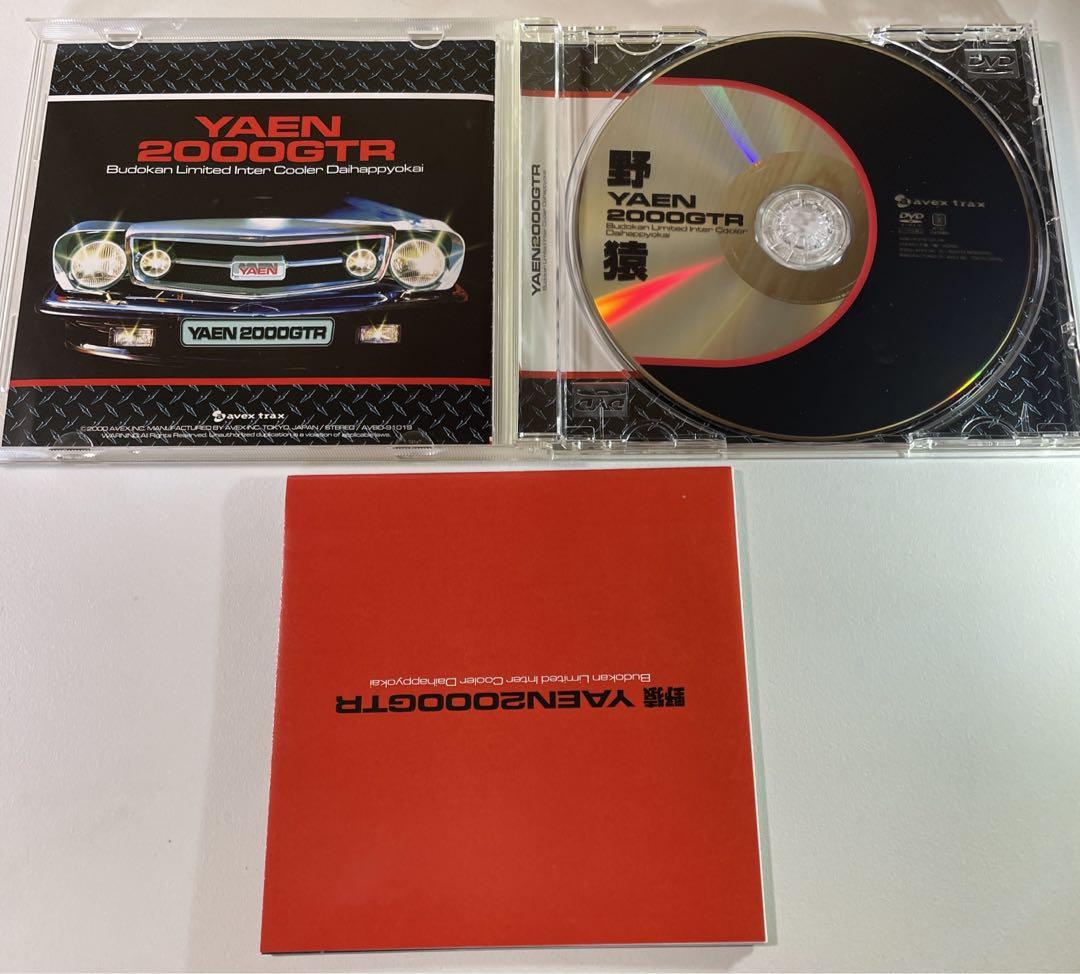 YAEN
2000GTR
Budokan Limited Inter Cooler Daihappyokai
YAEN
YAEN 2000GTR
avex trax
©2000 AVEX INC. MANUFACTURED BY AVEX INC. TOKYO, JAPAN / STEREO / AVBD-91019
WARNING: All Rights Reserved. Unauthorized duplication is a violation of applicable laws.
YAEN2000GTR
DVD
野
YAEN
2000GTR
Budokan Limited Inter Cooler
Daihappyokai
猿
avex trax
DVD
DVD
野猿 YAEN2000GTR
Budokan Limited Inter Cooler Daihappyokai